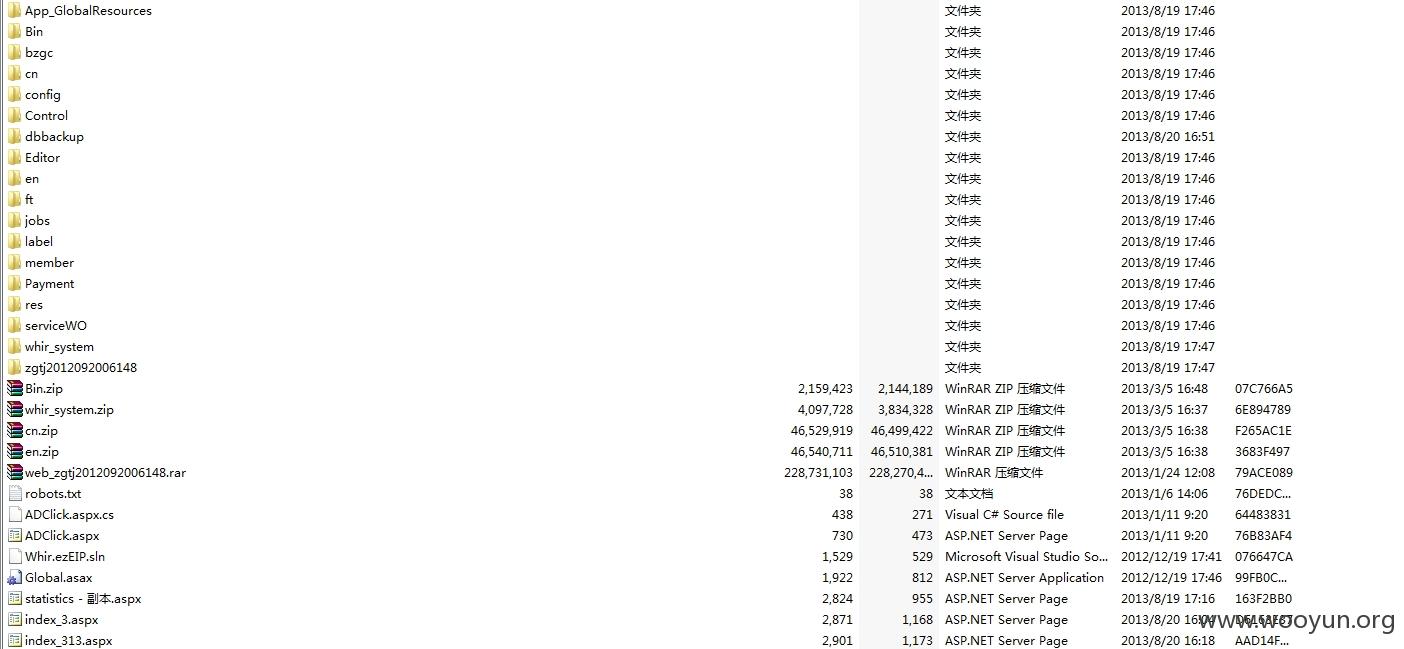 App_GlobalResources 文件夹 2013/8/19 17:46
Bin 文件夹 2013/8/19 17:46
bzgc 文件夹 2013/8/19 17:46
cn 文件夹 2013/8/19 17:46
config 文件夹 2013/8/19 17:46
Control 文件夹 2013/8/19 17:46
dbbackup 文件夹 2013/8/20 16:51
Editor 文件夹 2013/8/19 17:46
en 文件夹 2013/8/19 17:46
ft 文件夹 2013/8/19 17:46
jobs 文件夹 2013/8/19 17:46
label 文件夹 2013/8/19 17:46
member 文件夹 2013/8/19 17:46
Payment 文件夹 2013/8/19 17:46
res 文件夹 2013/8/19 17:46
serviceWO 文件夹 2013/8/19 17:46
whir_system 文件夹 2013/8/19 17:47
zgtj2012092006148 文件夹 2013/8/19 17:47
Bin.zip 2,159,423 2,144,189 WinRAR ZIP 压缩文件 2013/3/5 16:48 07C766A5
whir_system.zip 4,097,728 3,834,328 WinRAR ZIP 压缩文件 2013/3/5 16:37 6E894789
cn.zip 46,529,919 46,499,422 WinRAR ZIP 压缩文件 2013/3/5 16:38 F265AC1E
en.zip 46,540,711 46,510,381 WinRAR ZIP 压缩文件 2013/3/5 16:38 3683F497
web_zgtj2012092006148.rar 228,731,103 228,270,4... WinRAR 压缩文件 2013/1/24 12:08 79ACE089
robots.txt 38 38 文本文档 2013/1/6 14:06 76DEDC...
ADClick.aspx.cs 438 271 Visual C# Source file 2013/1/11 9:20 64483831
ADClick.aspx 730 473 ASP.NET Server Page 2013/1/11 9:20 76B83AF4
Whir.ezEIP.sln 1,529 529 Microsoft Visual Studio So... 2012/12/19 17:41 076647CA
Global.asax 1,922 812 ASP.NET Server Application 2012/12/19 17:46 99FB0C...
statistics - 副本.aspx 2,824 955 ASP.NET Server Page 2013/8/19 17:16 163F2BB0
index_3.aspx 2,871 1,168 ASP.NET Server Page 2013/8/20
www.wooyun.org
index_313.aspx 2,901 1,173 ASP.NET Server Page 2013/8/20 16:18 AAD14F...